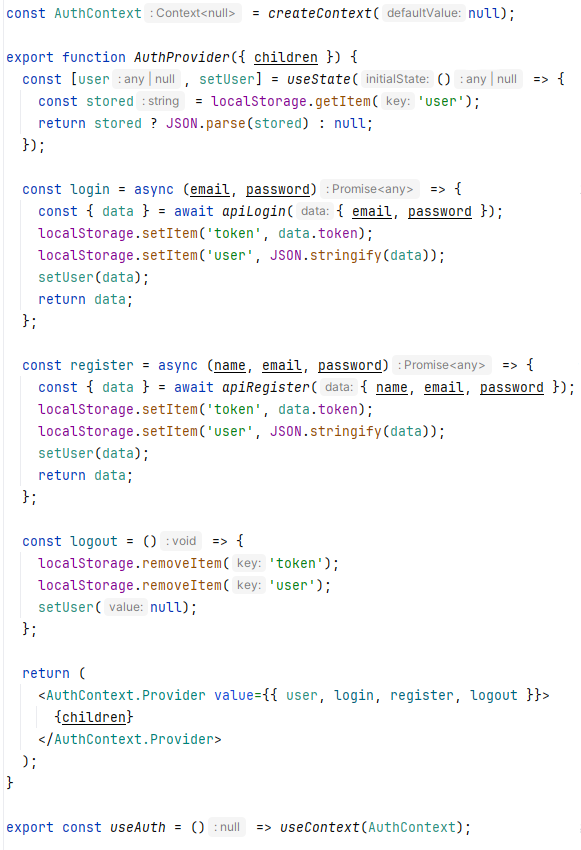 const AuthContext : Context<null> = createContext( defaultValue: null);
export function AuthProvider({ children }) {
const [user : any | null , setUser] = useState( initialState: () : any | null => {
const stored : string = localStorage.getItem( key: 'user');
return stored ? JSON.parse(stored) : null;
});
const login = async (email, password) : Promise<any> => {
const { data } = await apiLogin( data: { email, password });
localStorage.setItem('token', data.token);
localStorage.setItem('user', JSON.stringify(data));
setUser(data);
return data;
};
const register = async (name, email, password) : Promise<any> => {
const { data } = await apiRegister( data: { name, email, password });
localStorage.setItem('token', data.token);
localStorage.setItem('user', JSON.stringify(data));
setUser(data);
return data;
};
const logout = () : void => {
localStorage.removeItem( key: 'token');
localStorage.removeItem( key: 'user');
setUser( value: null);
};
return (
<AuthContext.Provider value={{ user, login, register, logout }}>
{children}
</AuthContext.Provider>
);
}
export const useAuth = () : null => useContext(AuthContext);